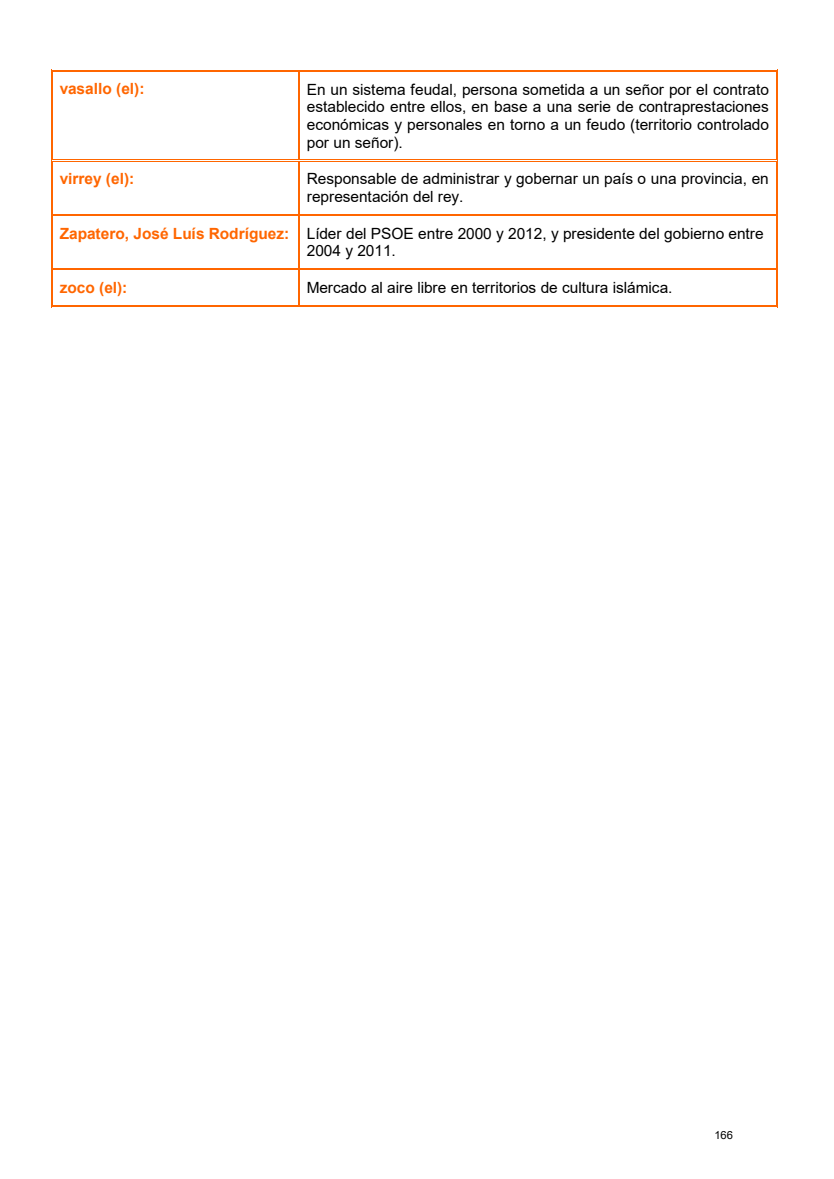 vasallo (el):
En un sistema feudal, persona sometida a un señor por el contrato
establecido entre ellos, en base a una serie de contraprestaciones
económicas y personales en torno a un feudo (territorio controlado
por un señor).
virrey (el):
Responsable de administrar y gobernar un país o una provincia, en
representación del rey.
Zapatero, José Luís Rodríguez:
Líder del PSOE entre 2000 y 2012, y presidente del gobierno entre
2004 y 2011.
zoco (el):
Mercado al aire libre en territorios de cultura islámica.
166